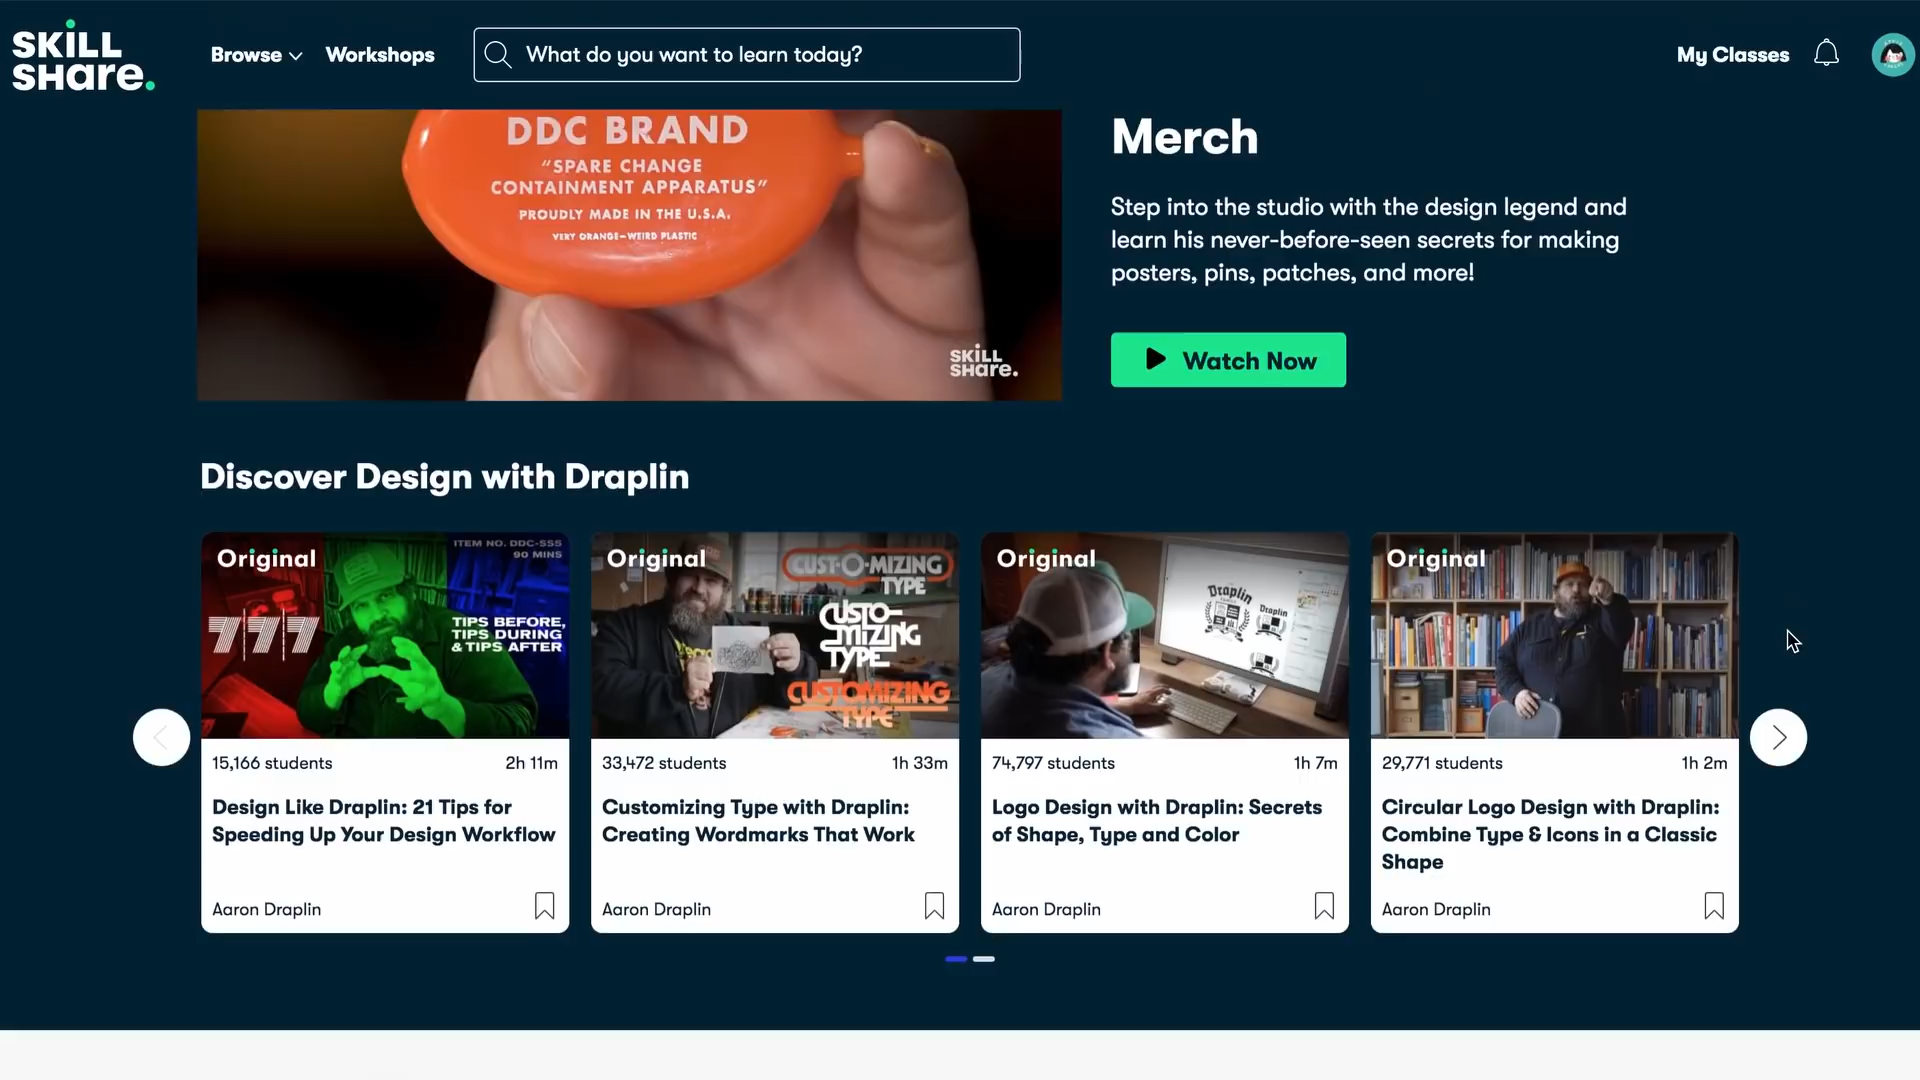 SKiLL
SHare.
Browse
Workshops
What do you want to learn today?
My Classes
DDC BRAND
"SPARE CHANGE
CONTAINMENT APPARATUS"
PROUDLY MADE IN THE U.S.A.
VERY ORANGE—WEIRD PLASTIC
SKiLL
SHare.
Merch
Step into the studio with the design legend and
learn his never-before-seen secrets for making
posters, pins, patches, and more!
Watch Now
Discover Design with Draplin
Original
ITEM NO. DDC-555
90 MINS
777
TIPS BEFORE,
TIPS DURING
& TIPS AFTER
15,166 students
2h 11m
Design Like Draplin: 21 Tips for
Speeding Up Your Design Workflow
Aaron Draplin
Original
CUST-O-MIZING
TYPE
CUSTO-
MIZING
TYPE
CUSTOMIZING
TYPE
33,472 students
1h 33m
Customizing Type with Draplin:
Creating Wordmarks That Work
Aaron Draplin
Original
Draplin
Draplin
74,797 students
1h 7m
Logo Design with Draplin: Secrets
of Shape, Type and Color
Aaron Draplin
Original
29,771 students
1h 2m
Circular Logo Design with Draplin:
Combine Type & Icons in a Classic
Shape
Aaron Draplin